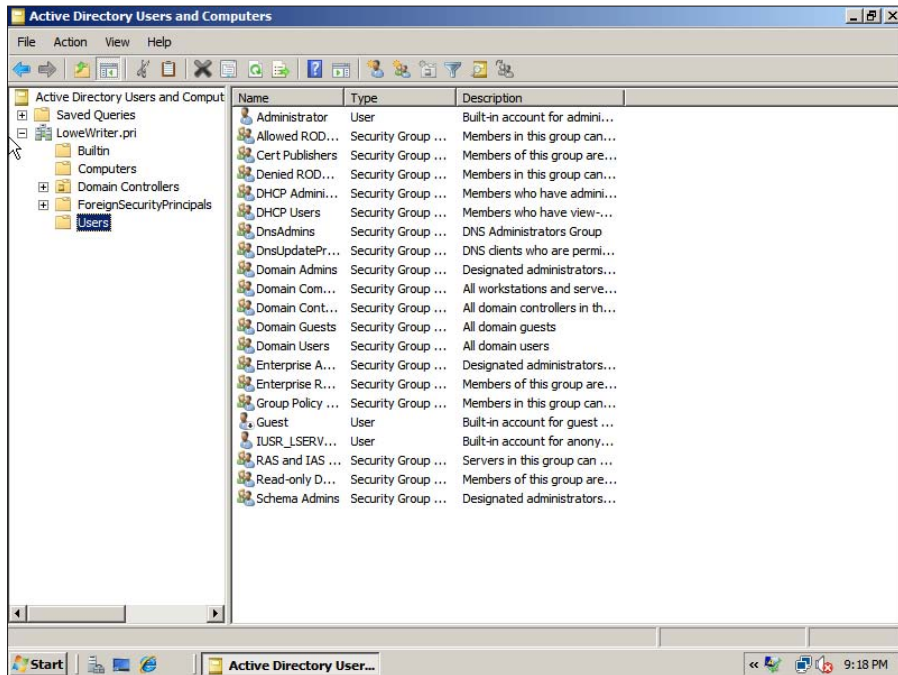 Active Directory Users and Computers
File Action View Help
Active Directory Users and Comput
Saved Queries
LoweWriter.pri
Builtin
Computers
Domain Controllers
ForeignSecurityPrincipals
Users
Name Type Description
Administrator User Built-in account for admini...
Allowed ROD... Security Group ... Members in this group can...
Cert Publishers Security Group ... Members of this group are...
Denied ROD... Security Group ... Members in this group can...
DHCP Admini... Security Group ... Members who have admini...
DHCP Users Security Group ... Members who have view-...
DnsAdmins Security Group ... DNS Administrators Group
DnsUpdatePr... Security Group ... DNS clients who are permi...
Domain Admins Security Group ... Designated administrators...
Domain Com... Security Group ... All workstations and serve...
Domain Cont... Security Group ... All domain controllers in th...
Domain Guests Security Group ... All domain guests
Domain Users Security Group ... All domain users
Enterprise A... Security Group ... Designated administrators...
Enterprise R... Security Group ... Members of this group are...
Group Policy ... Security Group ... Members in this group can...
Guest User Built-in account for guest ...
IUSR_LSERV... User Built-in account for anony...
RAS and IAS ... Security Group ... Servers in this group can ...
Read-only D... Security Group ... Members of this group are...
Schema Admins Security Group ... Designated administrators...
Start Active Directory User... « 9:18 PM